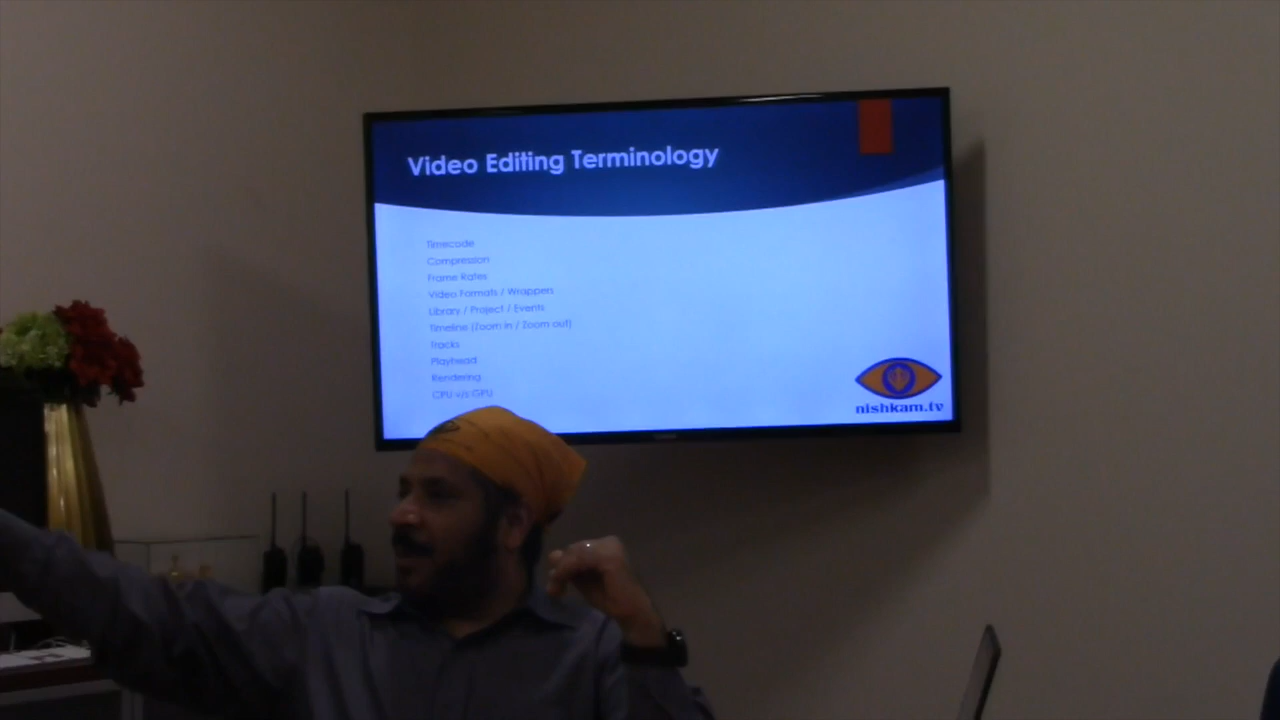 Video Editing Terminology
Timecode
Compression
Frame Rates
Video Formats / Wrappers
Library / Project / Events
Timeline (Zoom in / Zoom out)
Tracks
Playhead
Rendering
CPU v/s GPU
nishkam.tv